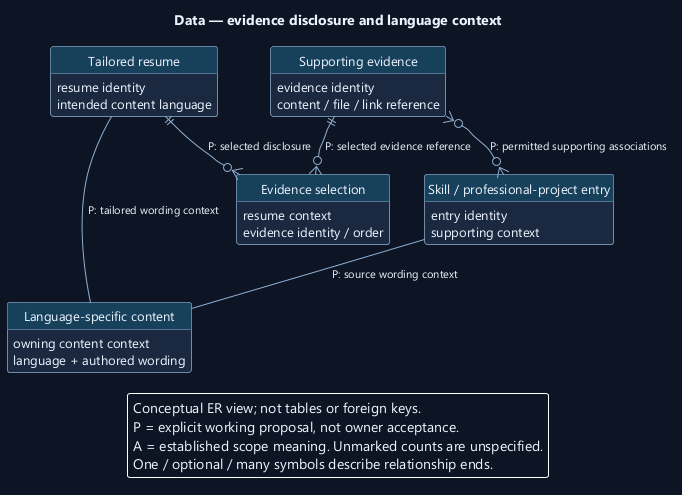 Data — evidence disclosure and language context
Tailored resume
resume identity
intended content language
Supporting evidence
evidence identity
content / file / link reference
P: selected disclosure
P: selected evidence reference
P: permitted supporting associations
Evidence selection
resume context
evidence identity / order
Skill / professional-project entry
entry identity
supporting context
P: tailored wording context
P: source wording context
Language-specific content
owning content context
language + authored wording
Conceptual ER view; not tables or foreign keys.
P = explicit working proposal, not owner acceptance.
A = established scope meaning. Unmarked counts are unspecified.
One / optional / many symbols describe relationship ends.